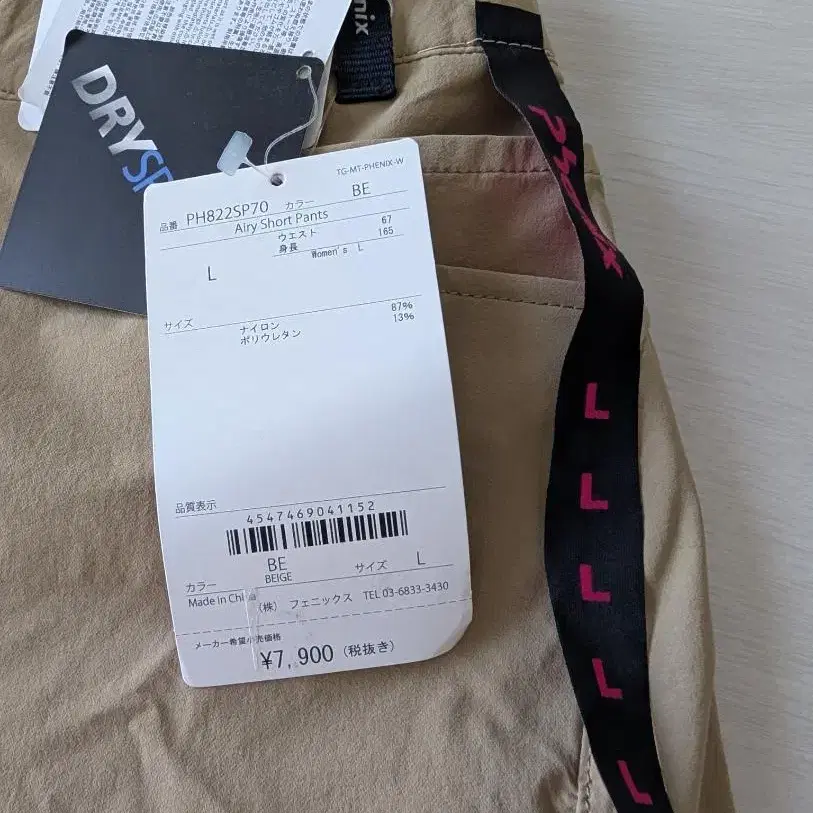 nix
DRYSP
TG-MT-PHENIX-W
品番 PH822SP70 カラー BE
Airy Short Pants
ウエスト 67
身長 165
Women's L
L
サイズ
ナイロン 87%
ポリウレタン 13%
品質表示
4547469041152
BE
カラー BEIGE サイズ L
Made in China
(株) フェニックス TEL 03-6833-3430
メーカー希望小売価格
¥7,900 (税抜き)
Phenix
L
L
L
L
L